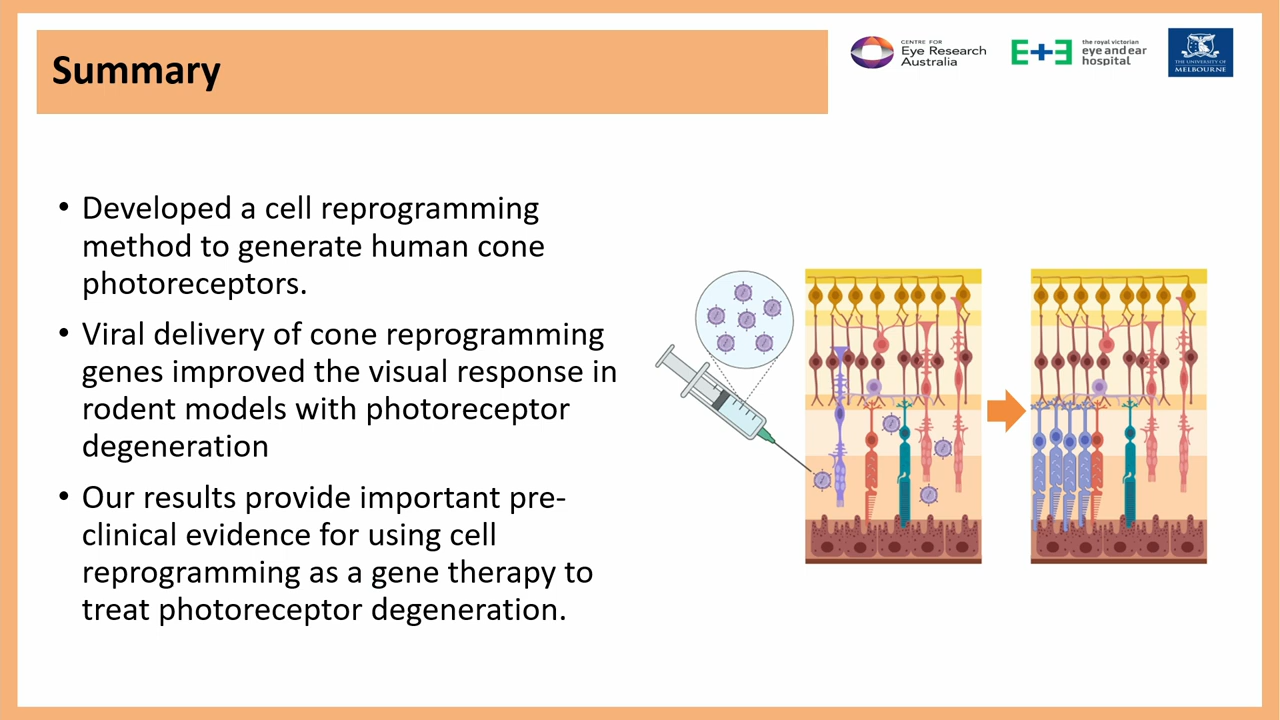 Summary
CENTRE FOR
Eye Research
Australia
E+E
the royal victorian
eye and ear
hospital
THE UNIVERSITY OF
MELBOURNE
• Developed a cell reprogramming
method to generate human cone
photoreceptors.
• Viral delivery of cone reprogramming
genes improved the visual response in
rodent models with photoreceptor
degeneration
• Our results provide important pre-
clinical evidence for using cell
reprogramming as a gene therapy to
treat photoreceptor degeneration.